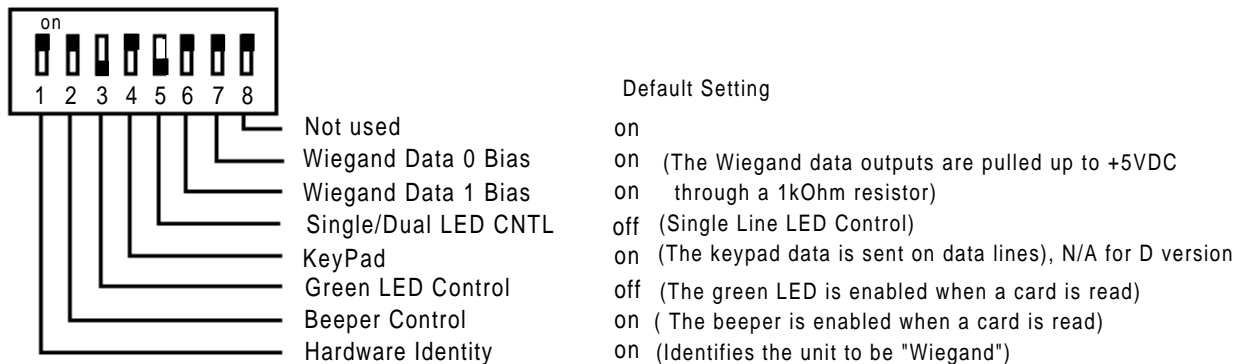 on
1 2 3 4 5 6 7 8
Default Setting
Not used on
Wiegand Data 0 Bias on (The Wiegand data outputs are pulled up to +5VDC
Wiegand Data 1 Bias on through a 1kOhm resistor)
Single/Dual LED CNTL off (Single Line LED Control)
KeyPad on (The keypad data is sent on data lines), N/A for D version
Green LED Control off (The green LED is enabled when a card is read)
Beeper Control on ( The beeper is enabled when a card is read)
Hardware Identity on (Identifies the unit to be "Wiegand")